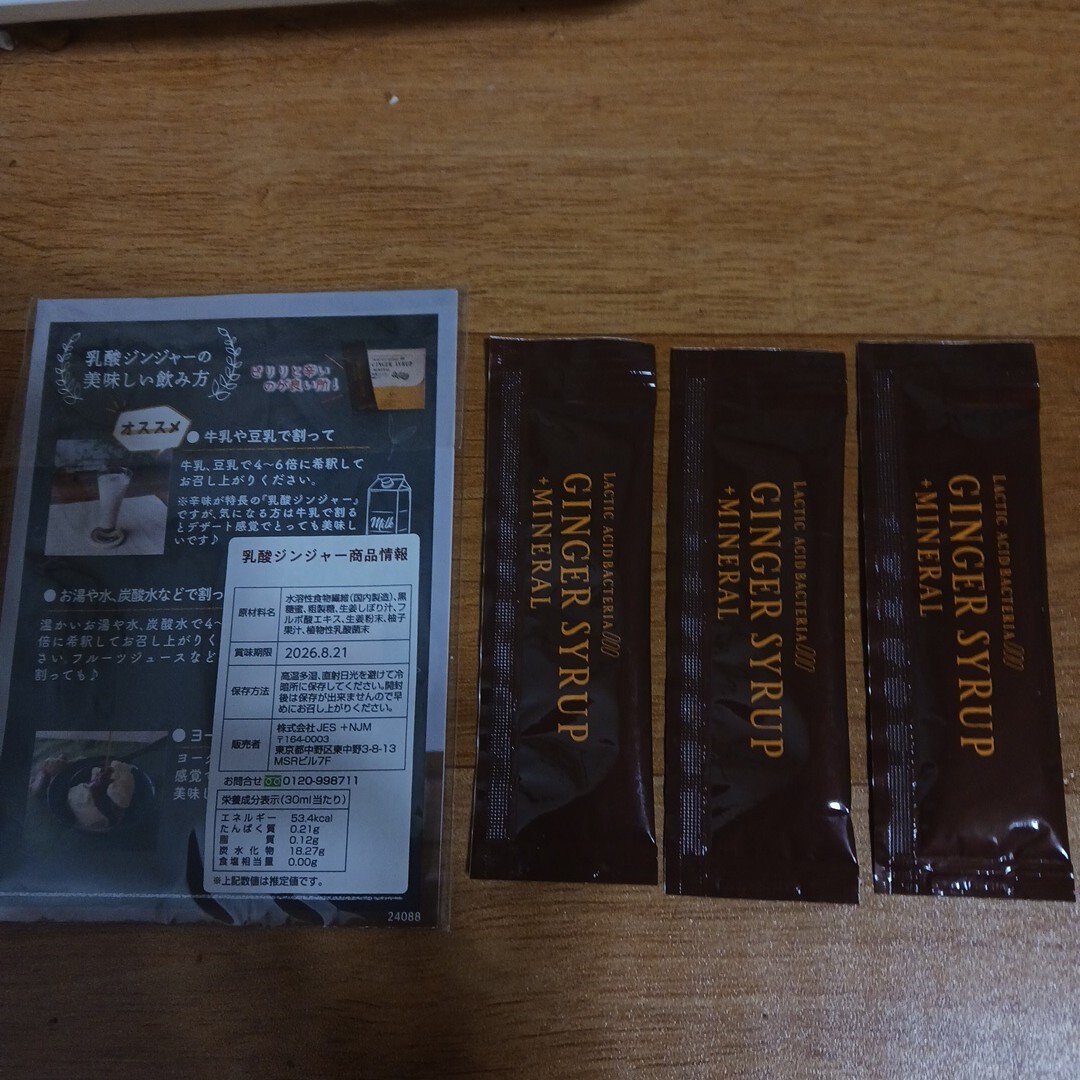 乳酸ジンジャーの
美味しい飲み方
ピリリと辛い
のが良い所!
GINGER SYRUP
オススメ
●牛乳や豆乳で割って
牛乳、豆乳で4〜6倍に希釈して
お召し上がりください。
※辛味が特長の『乳酸ジンジャー』
ですが、気になる方は牛乳で割る
とデザート感覚でとっても美味し
いです♪
Milk
●お湯や水、炭酸水などで割っ
温かいお湯や水、炭酸水で4〜
倍に希釈してお召し上がりく
さい。フルーツジュースなど
割っても♪
●ヨー
ヨーグ
感覚
美味し
乳酸ジンジャー商品情報
原材料名
水溶性食物繊維(国内製造)、黒
糖蜜、粗製糖、生姜しぼり汁、フ
ルボ酸エキス、生姜粉末、柚子
果汁、植物性乳酸菌末
賞味期限 2026.8.21
保存方法
高温多湿、直射日光を避けて冷
暗所に保存してください。開封
後は保存が出来ませんので早
めにお召し上がりください。
販売者
株式会社JES +NJM
〒164-0003
東京都中野区東中野3-8-13
MSRビル7F
お問合せ 0120-998711
栄養成分表示(30ml当たり)
エネルギー 53.4kcal
たんぱく質 0.21g
脂質 0.12g
炭水化物 18.27g
食塩相当量 0.00g
※上記数値は推定値です。
24088
LACTIC ACID BACTERIA
GINGER SYRUP
+MINERAL
LACTIC ACID BACTERIA
GINGER SYRUP
+MINERAL
LACTIC ACID BACTERIA
GINGER SYRUP
+MINERAL